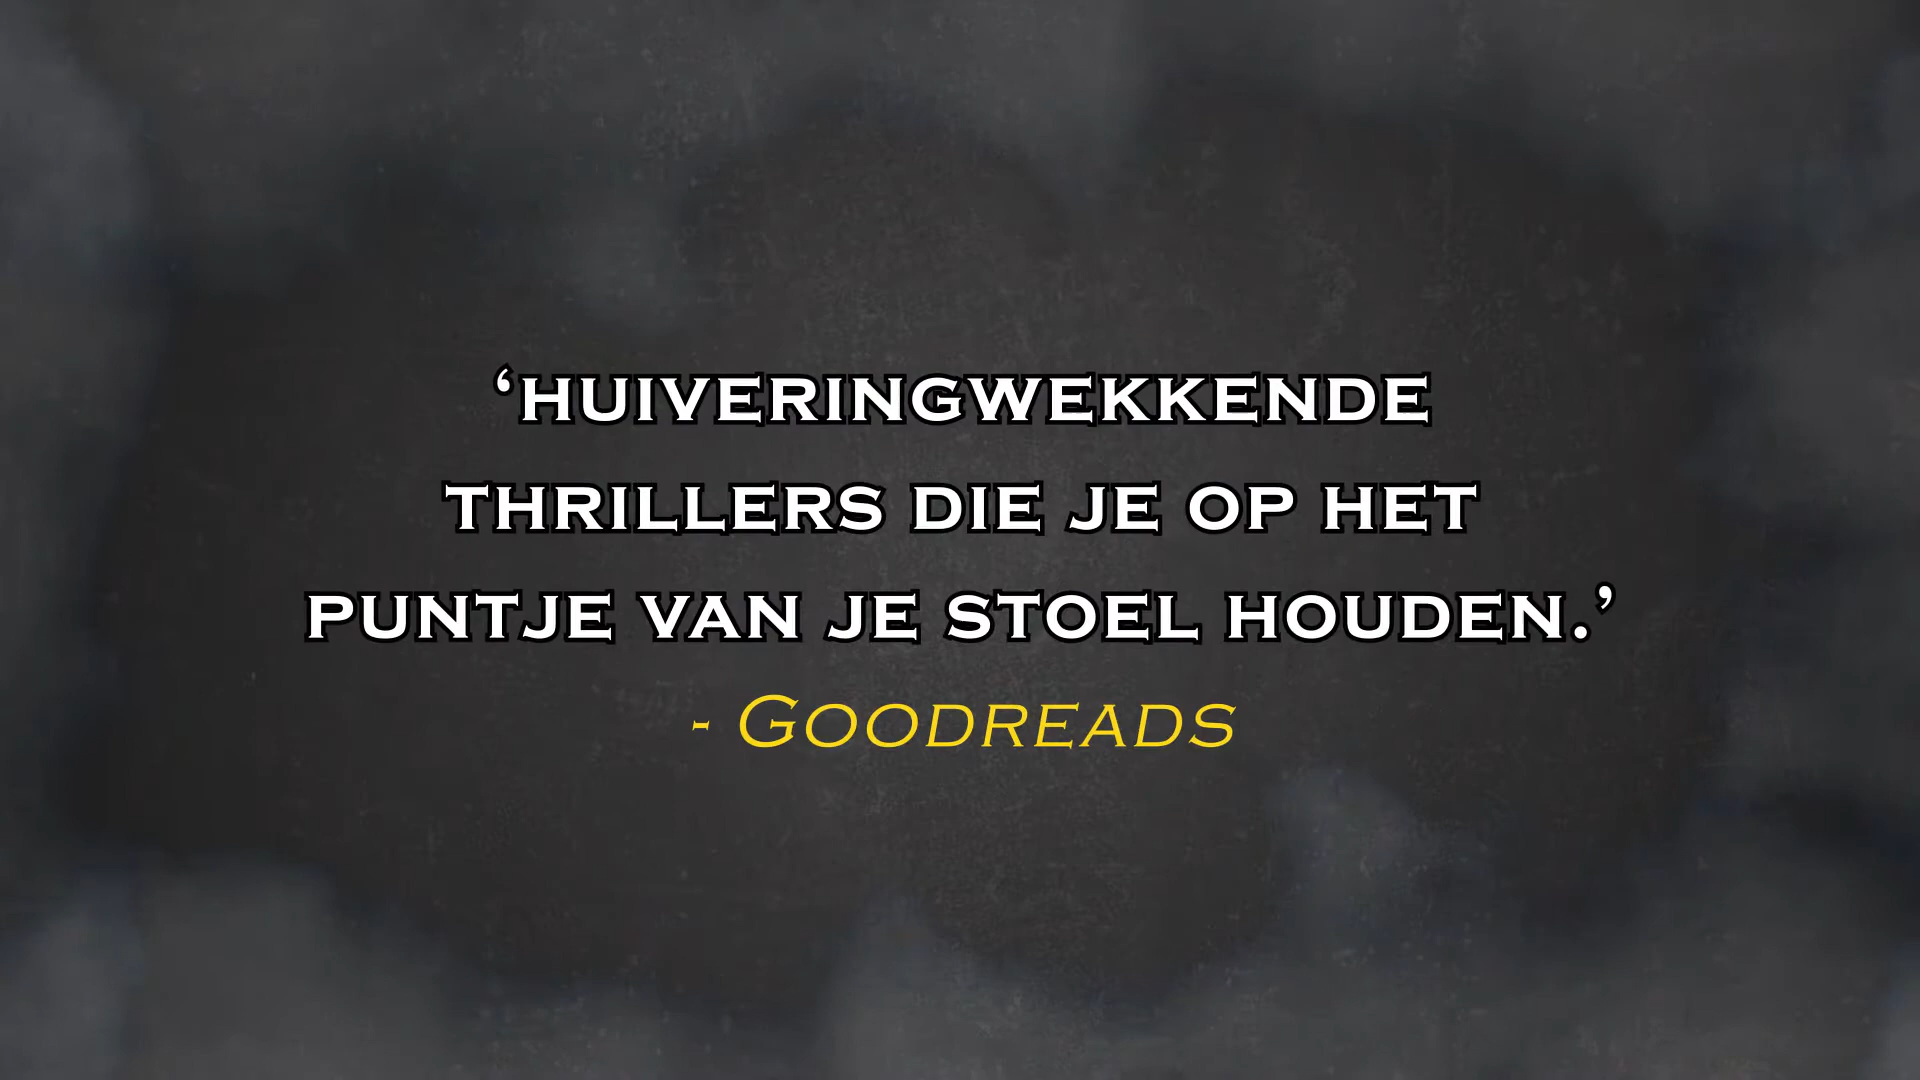 ‘HUIVERINGWEKKENDE
THRILLERS DIE JE OP HET
PUNTJE VAN JE STOEL HOUDEN.’
- GOODREADS